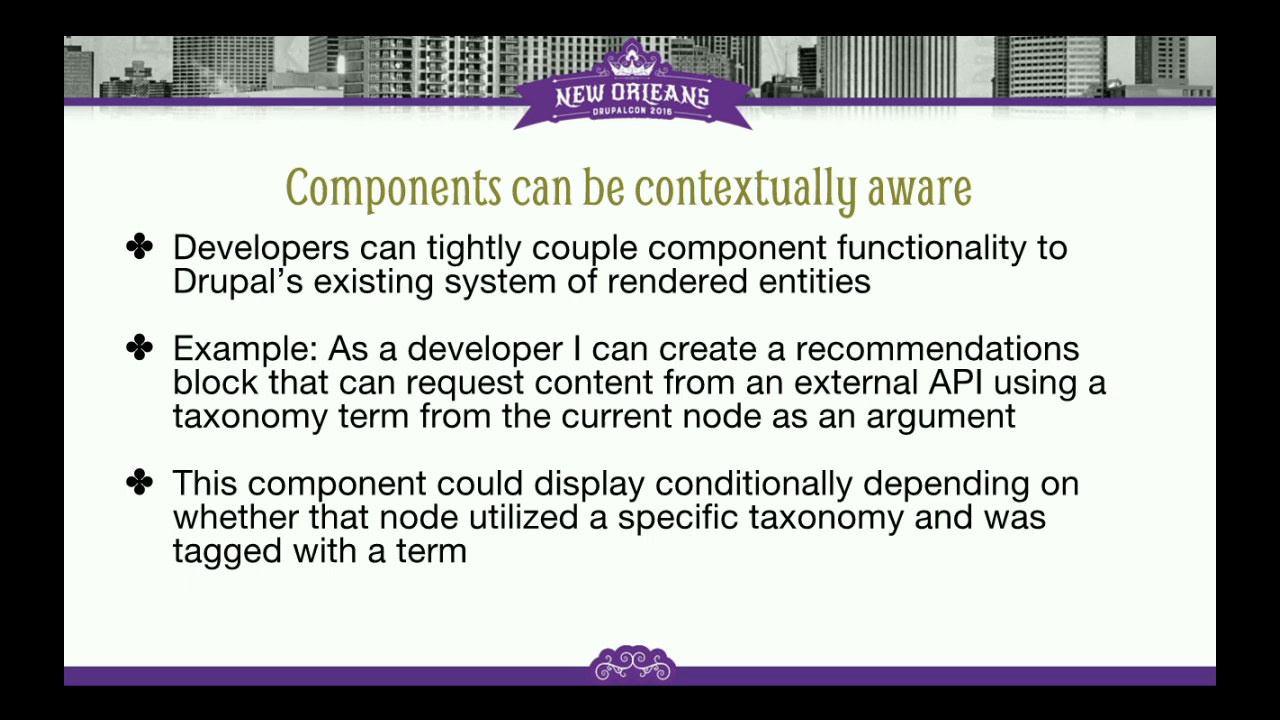 NEW ORLEANS
DRUPALCON 2016
Components can be contextually aware
✤ Developers can tightly couple component functionality to
Drupal’s existing system of rendered entities
✤ Example: As a developer I can create a recommendations
block that can request content from an external API using a
taxonomy term from the current node as an argument
✤ This component could display conditionally depending on
whether that node utilized a specific taxonomy and was
tagged with a term